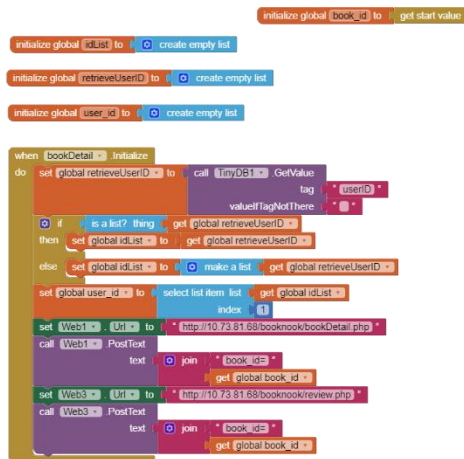 initialize global book_id to get start value
initialize global idList to create empty list
initialize global retrieveUserID to create empty list
initialize global user_id to create empty list
when bookDetail .Initialize
do set global retrieveUserID to call TinyDB1 .GetValue
tag " userID "
valueIfTagNotThere " "
if is a list? thing get global retrieveUserID
then set global idList to get global retrieveUserID
else set global idList to make a list get global retrieveUserID
set global user_id to select list item list get global idList
index 1
set Web1 . Url to " http://10.73.81.68/booknook/bookDetail.php "
call Web1 .PostText
text join " book_id= "
get global book_id
set Web3 . Url to " http://10.73.81.68/booknook/review.php "
call Web3 .PostText
text join " book_id= "
get global book_id